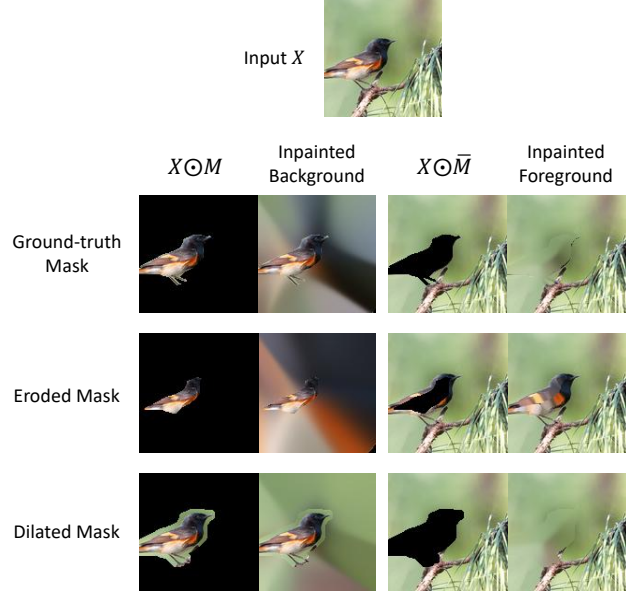 Input X
X⊙M
Inpainted
Background
X⊙M̅
Inpainted
Foreground
Ground-truth
Mask
Eroded Mask
Dilated Mask